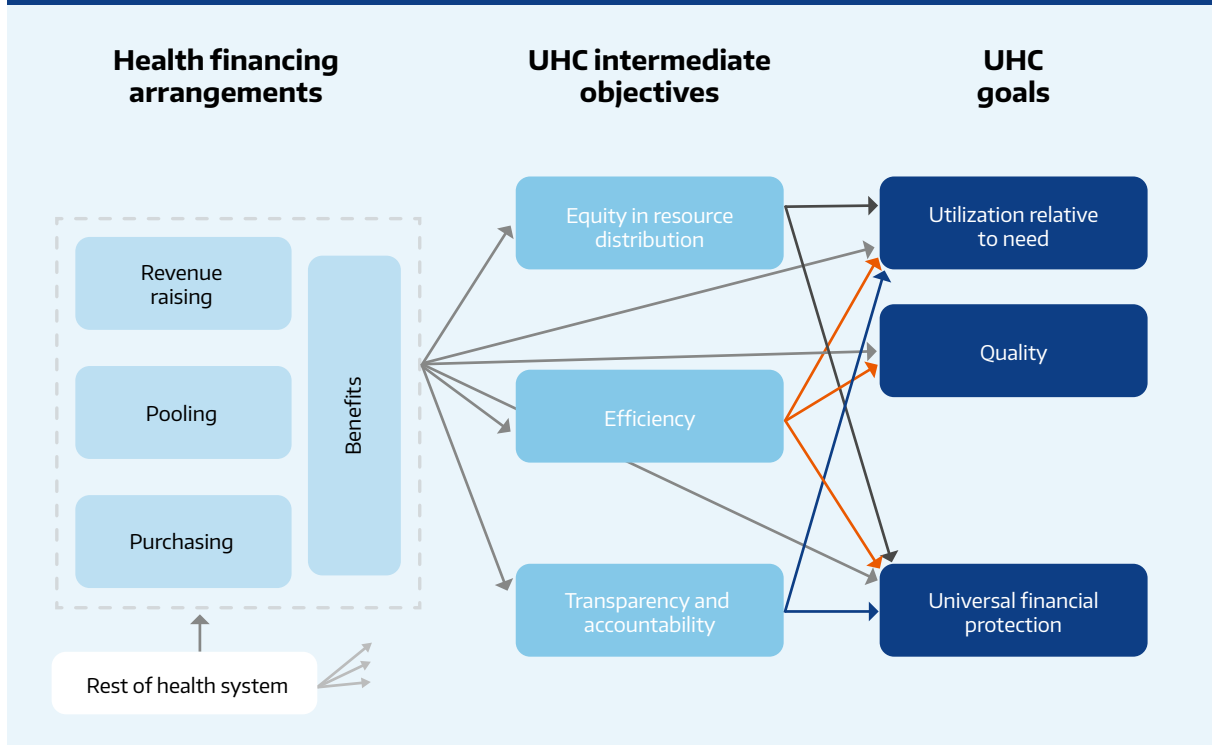 Health financing
arrangements
UHC intermediate
objectives
UHC
goals
Revenue
raising
Pooling
Purchasing
Benefits
Rest of health system
Equity in resource
distribution
Efficiency
Transparency and
accountability
Utilization relative
to need
Quality
Universal financial
protection